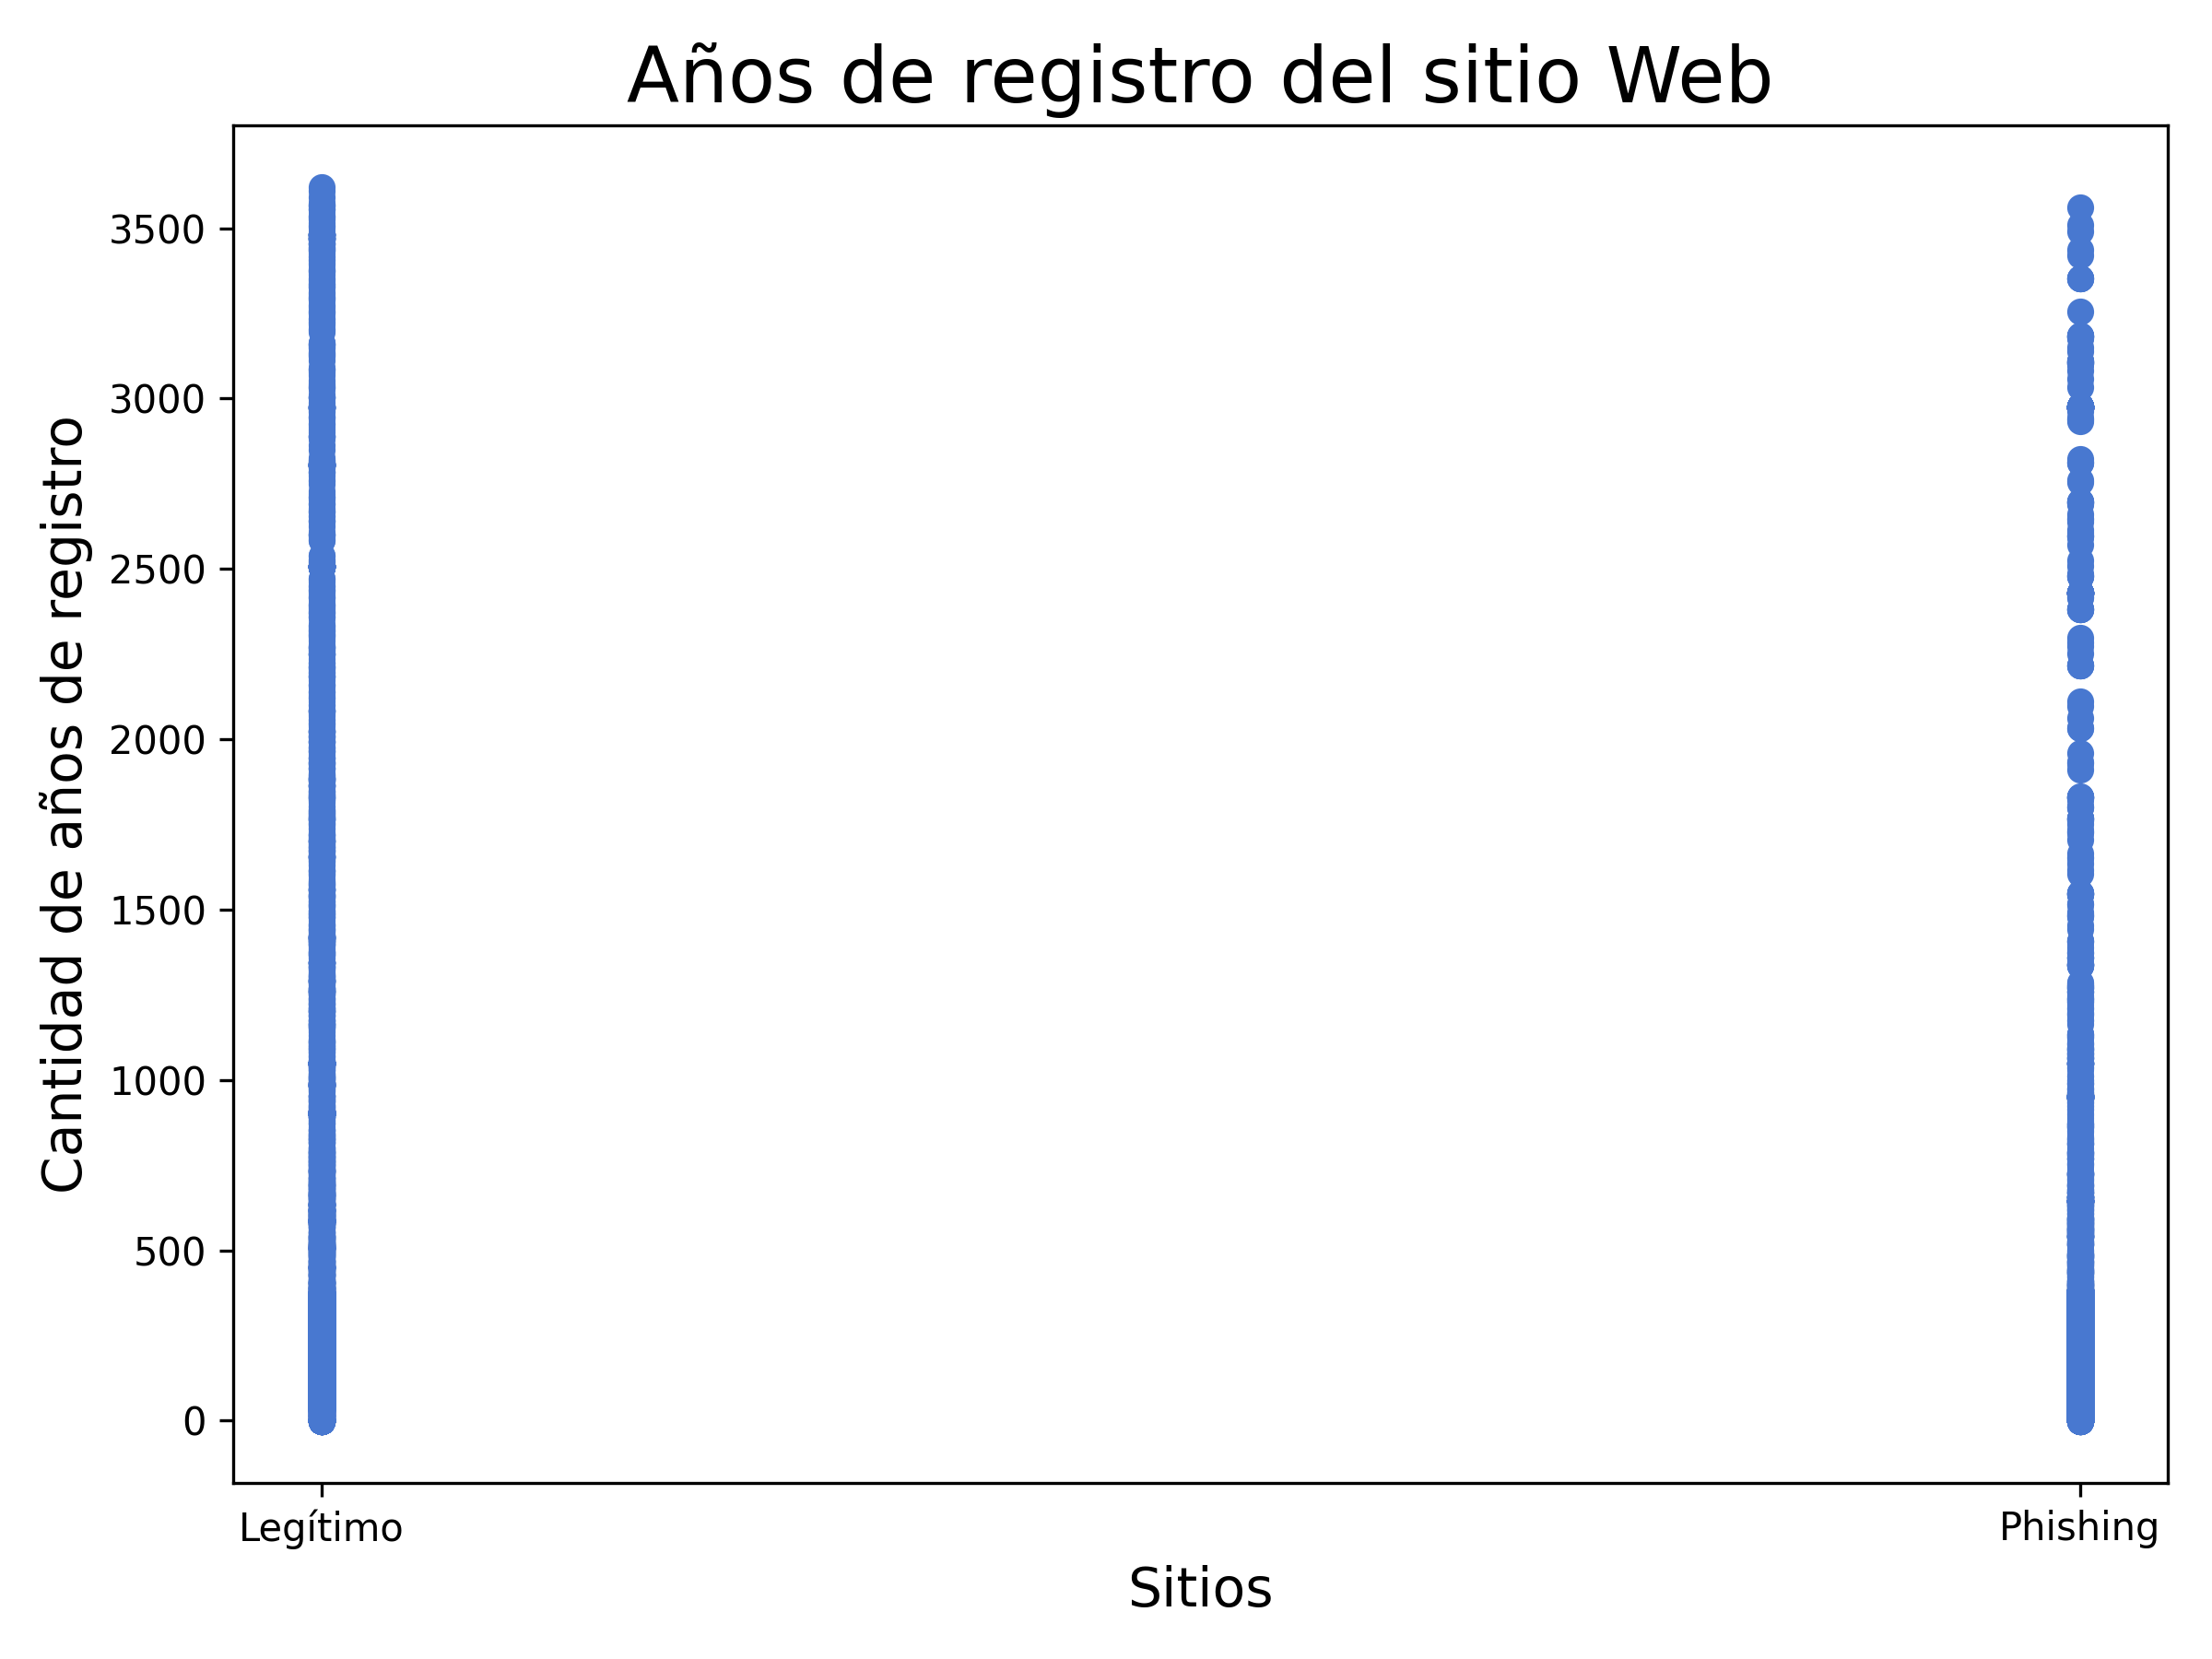 Años de registro del sitio Web
Cantidad de años de registro
3500
3000
2500
2000
1500
1000
500
0
Legítimo
Phishing
Sitios